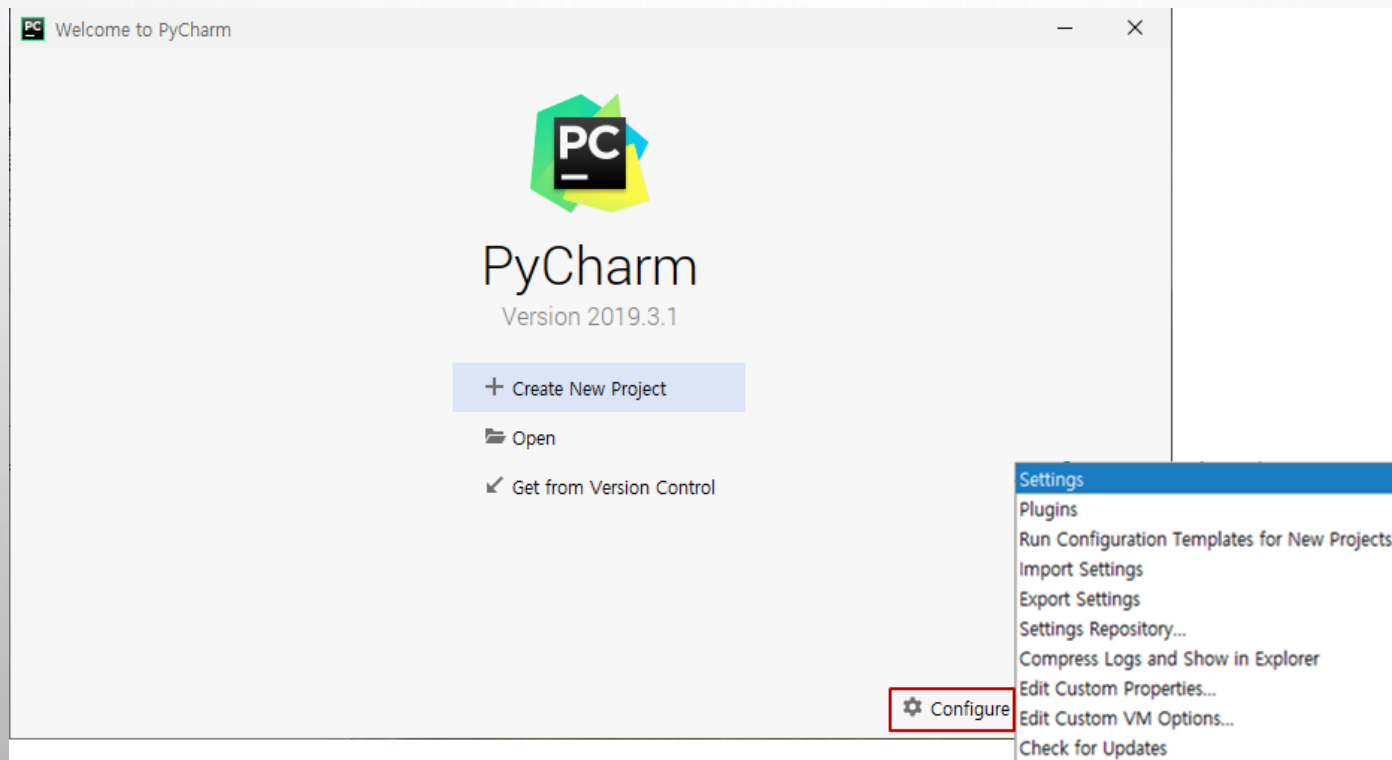 Welcome to PyCharm
PC
PyCharm
Version 2019.3.1
Create New Project
Open
Get from Version Control
Configure
Settings
Plugins
Run Configuration Templates for New Projects
Import Settings
Export Settings
Settings Repository...
Compress Logs and Show in Explorer
Edit Custom Properties...
Edit Custom VM Options...
Check for Updates